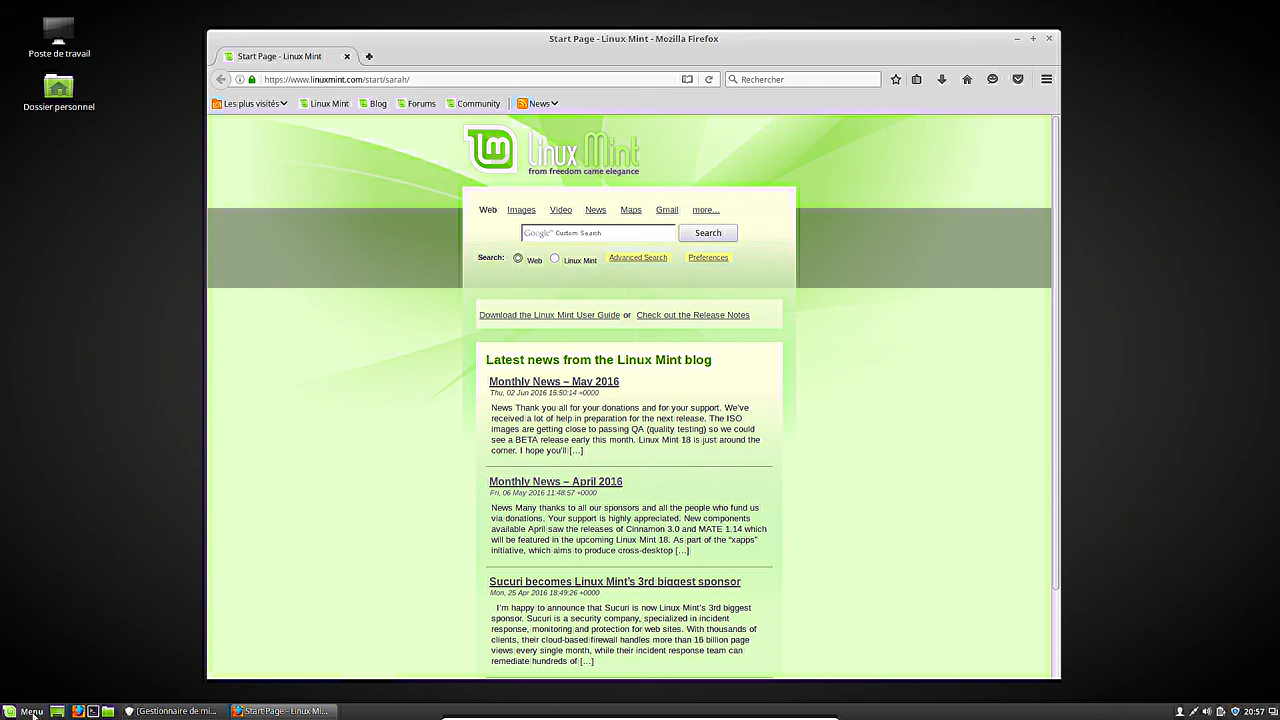 Poste de travail
Dossier personnel
Start Page - Linux Mint - Mozilla Firefox
Start Page - Linux Mint
https://www.linuxmint.com/start/sarah/
Rechercher
Les plus visités
Linux Mint
Blog
Forums
Community
News
Linux Mint
from freedom came elegance
Web Images Video News Maps Gmail more...
Google™ Custom Search
Search
Search: Web Linux Mint Advanced Search Preferences
Download the Linux Mint User Guide or Check out the Release Notes
Latest news from the Linux Mint blog
Monthly News – May 2016
Thu, 02 Jun 2016 15:50:14 +0000
News Thank you all for your donations and for your support. We've
received a lot of help in preparation for the next release. The ISO
images are getting close to passing QA (quality testing) so we could
see a BETA release early this month. Linux Mint 18 is just around the
corner. I hope you'll […]
Monthly News – April 2016
Fri, 06 May 2016 11:48:57 +0000
News Many thanks to all our sponsors and all the people who fund us
via donations. Your support is highly appreciated. New components
available April saw the releases of Cinnamon 3.0 and MATE 1.14 which
will be featured in the upcoming Linux Mint 18. As part of the “xapps”
initiative, which aims to produce cross-desktop […]
Sucuri becomes Linux Mint's 3rd biggest sponsor
Mon, 25 Apr 2016 18:49:26 +0000
I'm happy to announce that Sucuri is now Linux Mint's 3rd biggest
sponsor. Sucuri is a security company, specialized in incident
response, monitoring and protection for web sites. With thousands of
clients, their cloud-based firewall handles more than 16 billion page
views every single month, while their incident response team can
remediate hundreds of […]
Menu
[Gestionnaire de mi...
Start Page - Linux Mi...
20:57